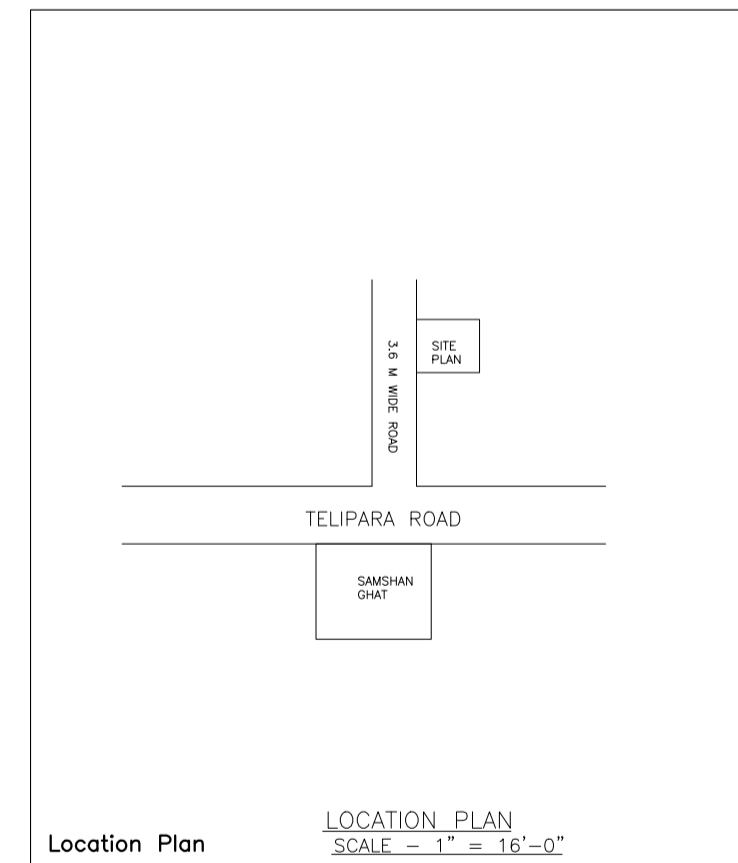 3.6 M WIDE ROAD
SITE
PLAN
TELIPARA ROAD
SAMSHAN
GHAT
LOCATION PLAN
SCALE – 1" = 16'–0"
Location Plan